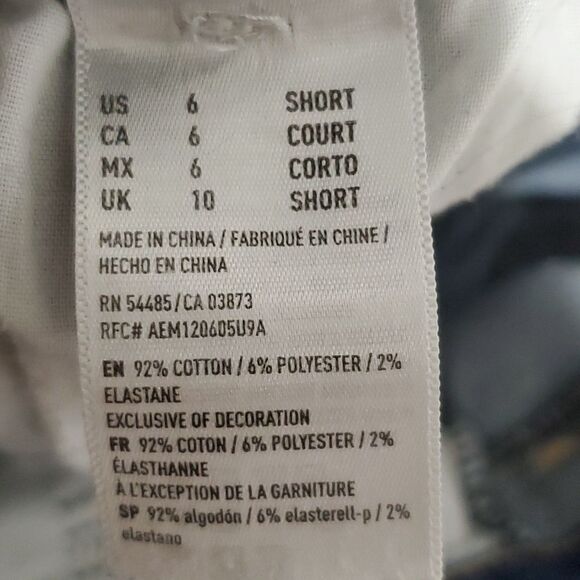 US 6 SHORT
CA 6 COURT
MX 6 CORTO
UK 10 SHORT
MADE IN CHINA / FABRIQUÉ EN CHINE /
HECHO EN CHINA
RN 54485/CA 03873
RFC# AEM120605U9A
EN 92% COTTON / 6% POLYESTER / 2%
ELASTANE
EXCLUSIVE OF DECORATION
FR 92% COTON / 6% POLYESTER / 2%
ÉLASTHANNE
À L'EXCEPTION DE LA GARNITURE
SP 92% algodón / 6% elasterell-p / 2%
elastano